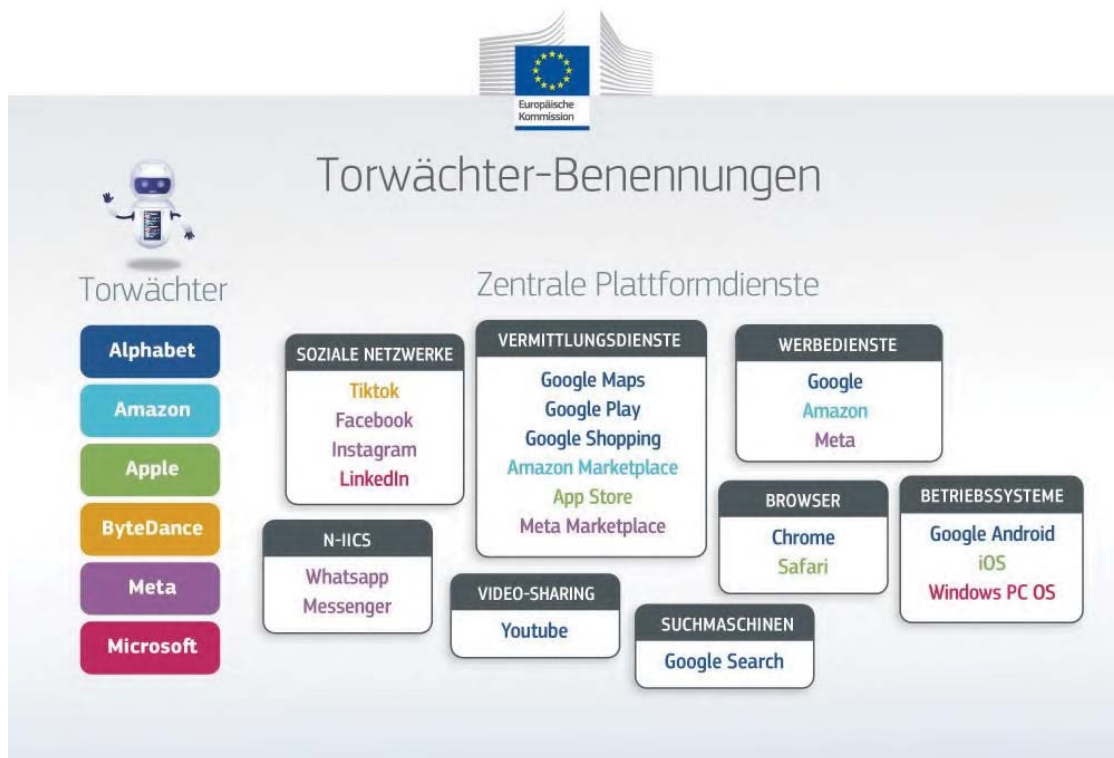 Europäische
Kommission
Torwächter-Benennungen
Torwächter
Alphabet
Amazon
Apple
ByteDance
Meta
Microsoft
Zentrale Plattformdienste
SOZIALE NETZWERKE
Tiktok
Facebook
Instagram
LinkedIn
VERMITTLUNGSDIENSTE
Google Maps
Google Play
Google Shopping
Amazon Marketplace
App Store
Meta Marketplace
WERBEDIENSTE
Google
Amazon
Meta
N-IICS
Whatsapp
Messenger
VIDEO-SHARING
Youtube
BROWSER
Chrome
Safari
BETRIEBSSYSTEME
Google Android
iOS
Windows PC OS
SUCHMASCHINEN
Google Search